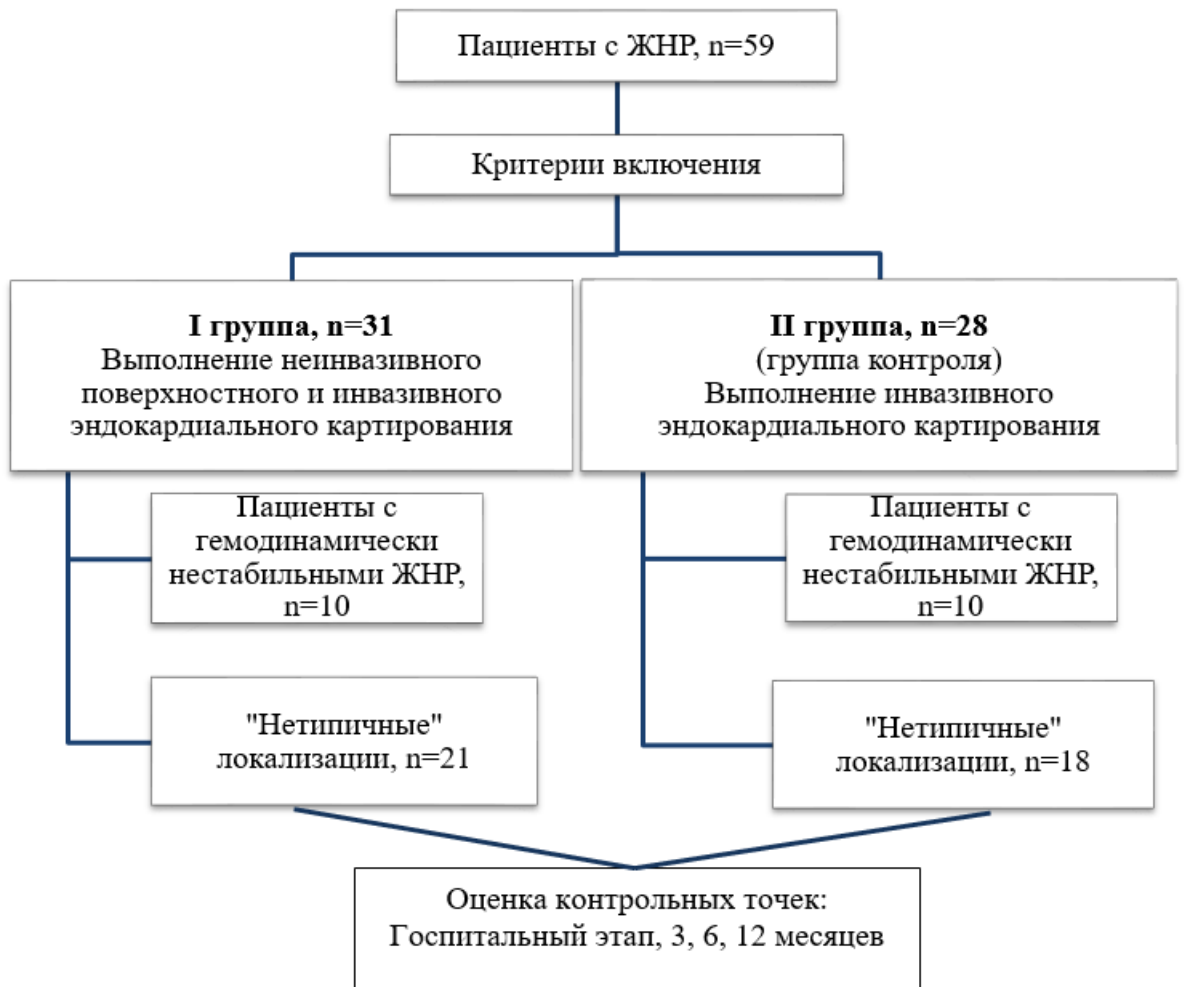 Пациенты с ЖНР, n=59
Критерии включения
I группа, n=31
Выполнение неинвазивного
поверхностного и инвазивного
эндокардиального картирования
II группа, n=28
(группа контроля)
Выполнение инвазивного
эндокардиального картирования
Пациенты с
гемодинамически
нестабильными ЖНР,
n=10
Пациенты с
гемодинамически
нестабильными ЖНР,
n=10
"Нетипичные"
локализации, n=21
"Нетипичные"
локализации, n=18
Оценка контрольных точек:
Госпитальный этап, 3, 6, 12 месяцев